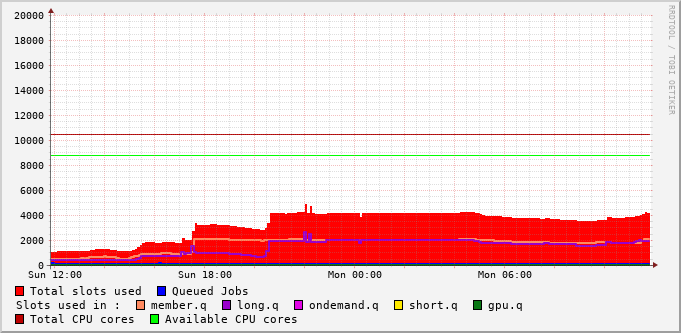 20000
18000
16000
14000
12000
10000
8000
6000
4000
2000
0
Sun 12:00 Sun 18:00 Mon 00:00 Mon 06:00
RRDTOOL / TOBI OETIKER
Total slots used Queued Jobs
Slots used in : member.q long.q ondemand.q short.q gpu.q
Total CPU cores Available CPU cores